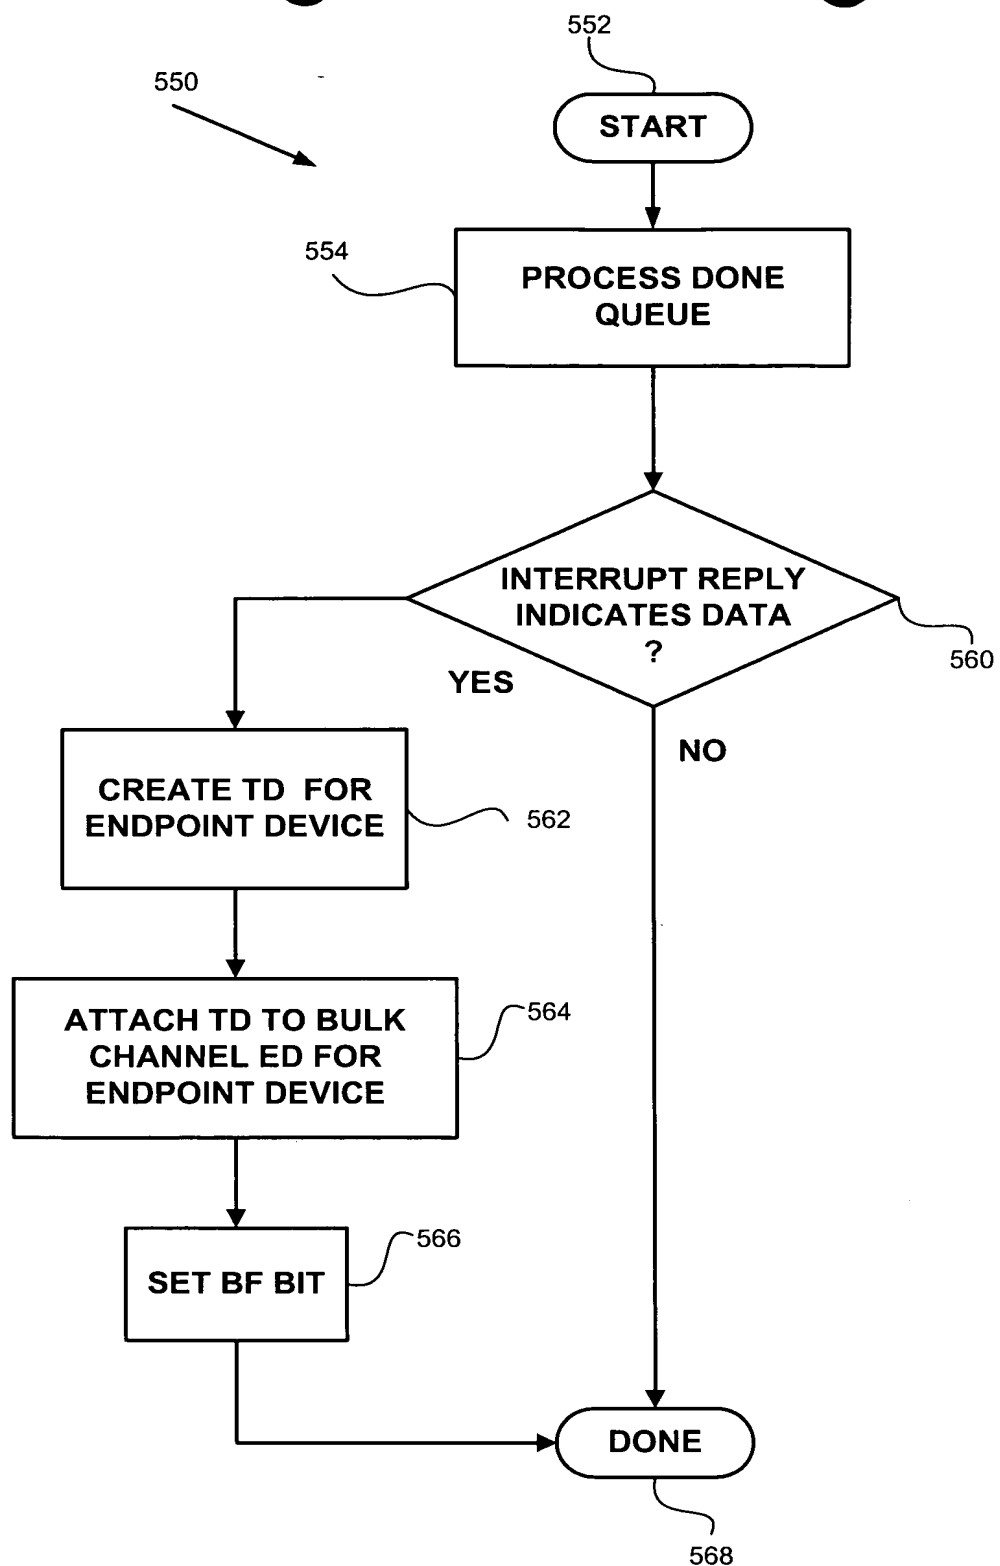 552
550
START
554
PROCESS DONE
QUEUE
INTERRUPT REPLY
INDICATES DATA
?
560
YES
NO
CREATE TD FOR
ENDPOINT DEVICE
562
ATTACH TD TO BULK
CHANNEL ED FOR
ENDPOINT DEVICE
564
566
SET BF BIT
DONE
568